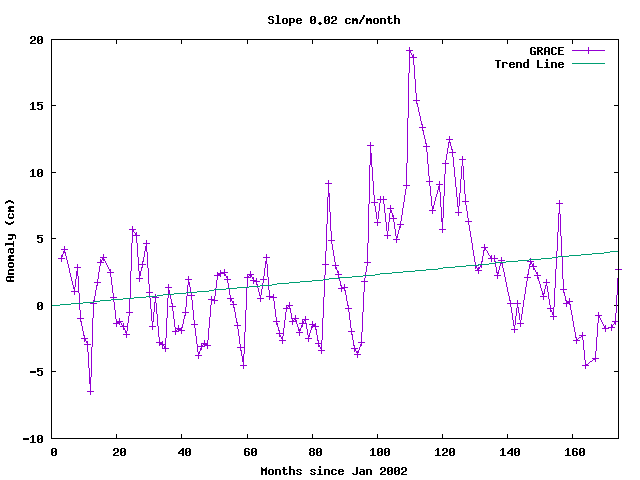 Slope 0.02 cm/month
GRACE
Trend Line
20
15
10
5
0
-5
-10
Anomaly (cm)
0 20 40 60 80 100 120 140 160
Months since Jan 2002